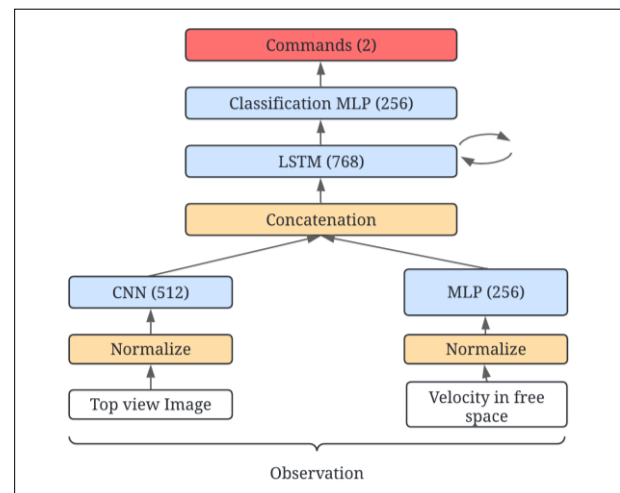 Commands (2)
Classification MLP (256)
LSTM (768)
Concatenation
CNN (512)
MLP (256)
Normalize
Normalize
Top view Image
Velocity in free
space
Observation